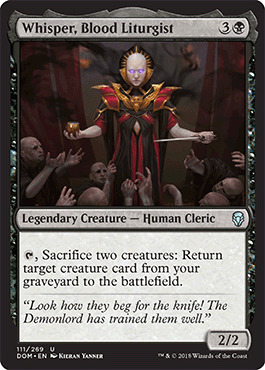 Whisper, Blood Liturgist 3
Legendary Creature — Human Cleric
, Sacrifice two creatures: Return
target creature card from your
graveyard to the battlefield.
“Look how they beg for the knife! The
Demonlord has trained them well.”
2/2
111/269 U
DOM • EN KIERAN YANNER ™ & © 2018 Wizards of the Coast